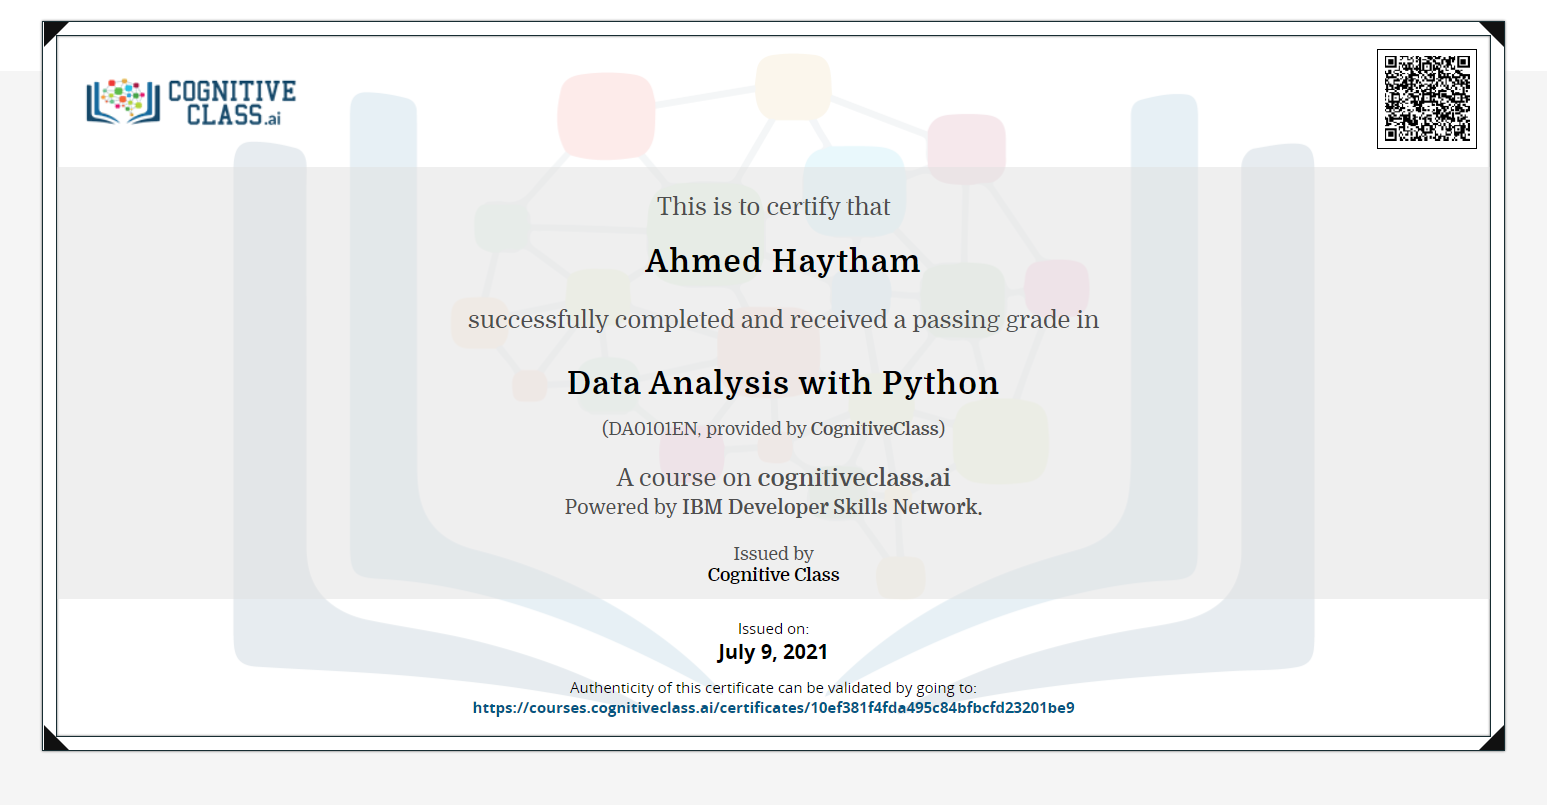 COGNITIVE
CLASS.ai
This is to certify that
Ahmed Haytham
successfully completed and received a passing grade in
Data Analysis with Python
(DA0101EN, provided by CognitiveClass)
A course on cognitiveclass.ai
Powered by IBM Developer Skills Network.
Issued by
Cognitive Class
Issued on:
July 9, 2021
Authenticity of this certificate can be validated by going to:
https://courses.cognitiveclass.ai/certificates/10ef381f4fda495c84bfbcfd23201be9